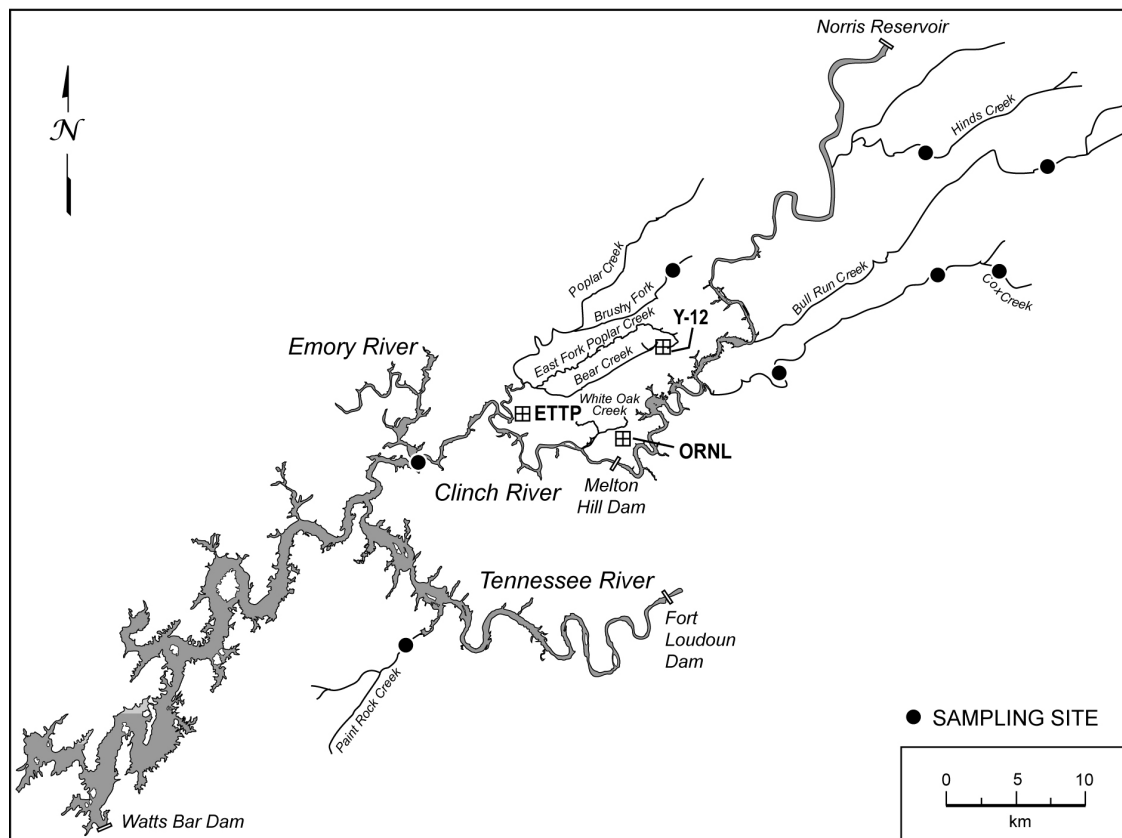 Norris Reservoir
N
Hinds Creek
Poplar Creek
Brushy Fork
Bull Run Creek
Cox Creek
Y-12
East Fork Poplar Creek
Emory River
Bear Creek
White Oak
Creek
ETTP
ORNL
Clinch River
Melton
Hill Dam
Tennessee River
Fort
Loudoun
Dam
Paint Rock Creek
SAMPLING SITE
0 5 10
km
Watts Bar Dam